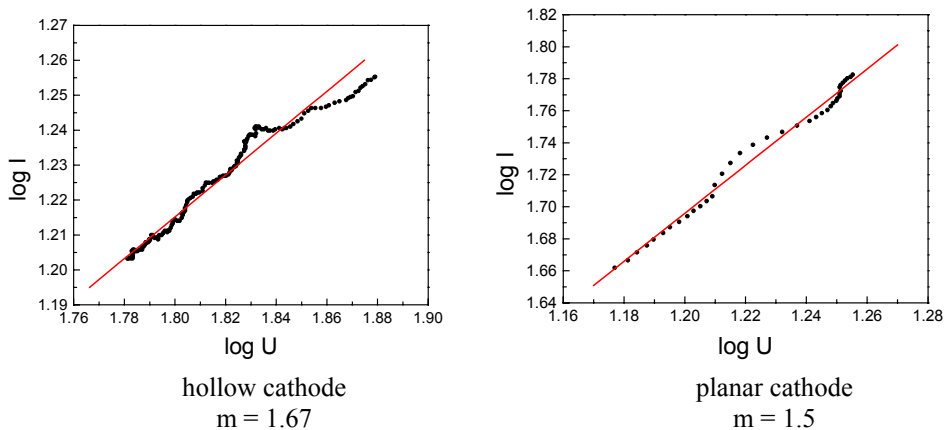 1.27
1.26
1.25
1.24
1.23
1.22
1.21
1.20
1.19
log I
1.76 1.78 1.80 1.82 1.84 1.86 1.88 1.90
log U
hollow cathode
m = 1.67
1.82
1.80
1.78
1.76
1.74
1.72
1.70
1.68
1.66
1.64
log I
1.16 1.18 1.20 1.22 1.24 1.26 1.28
log U
planar cathode
m = 1.5